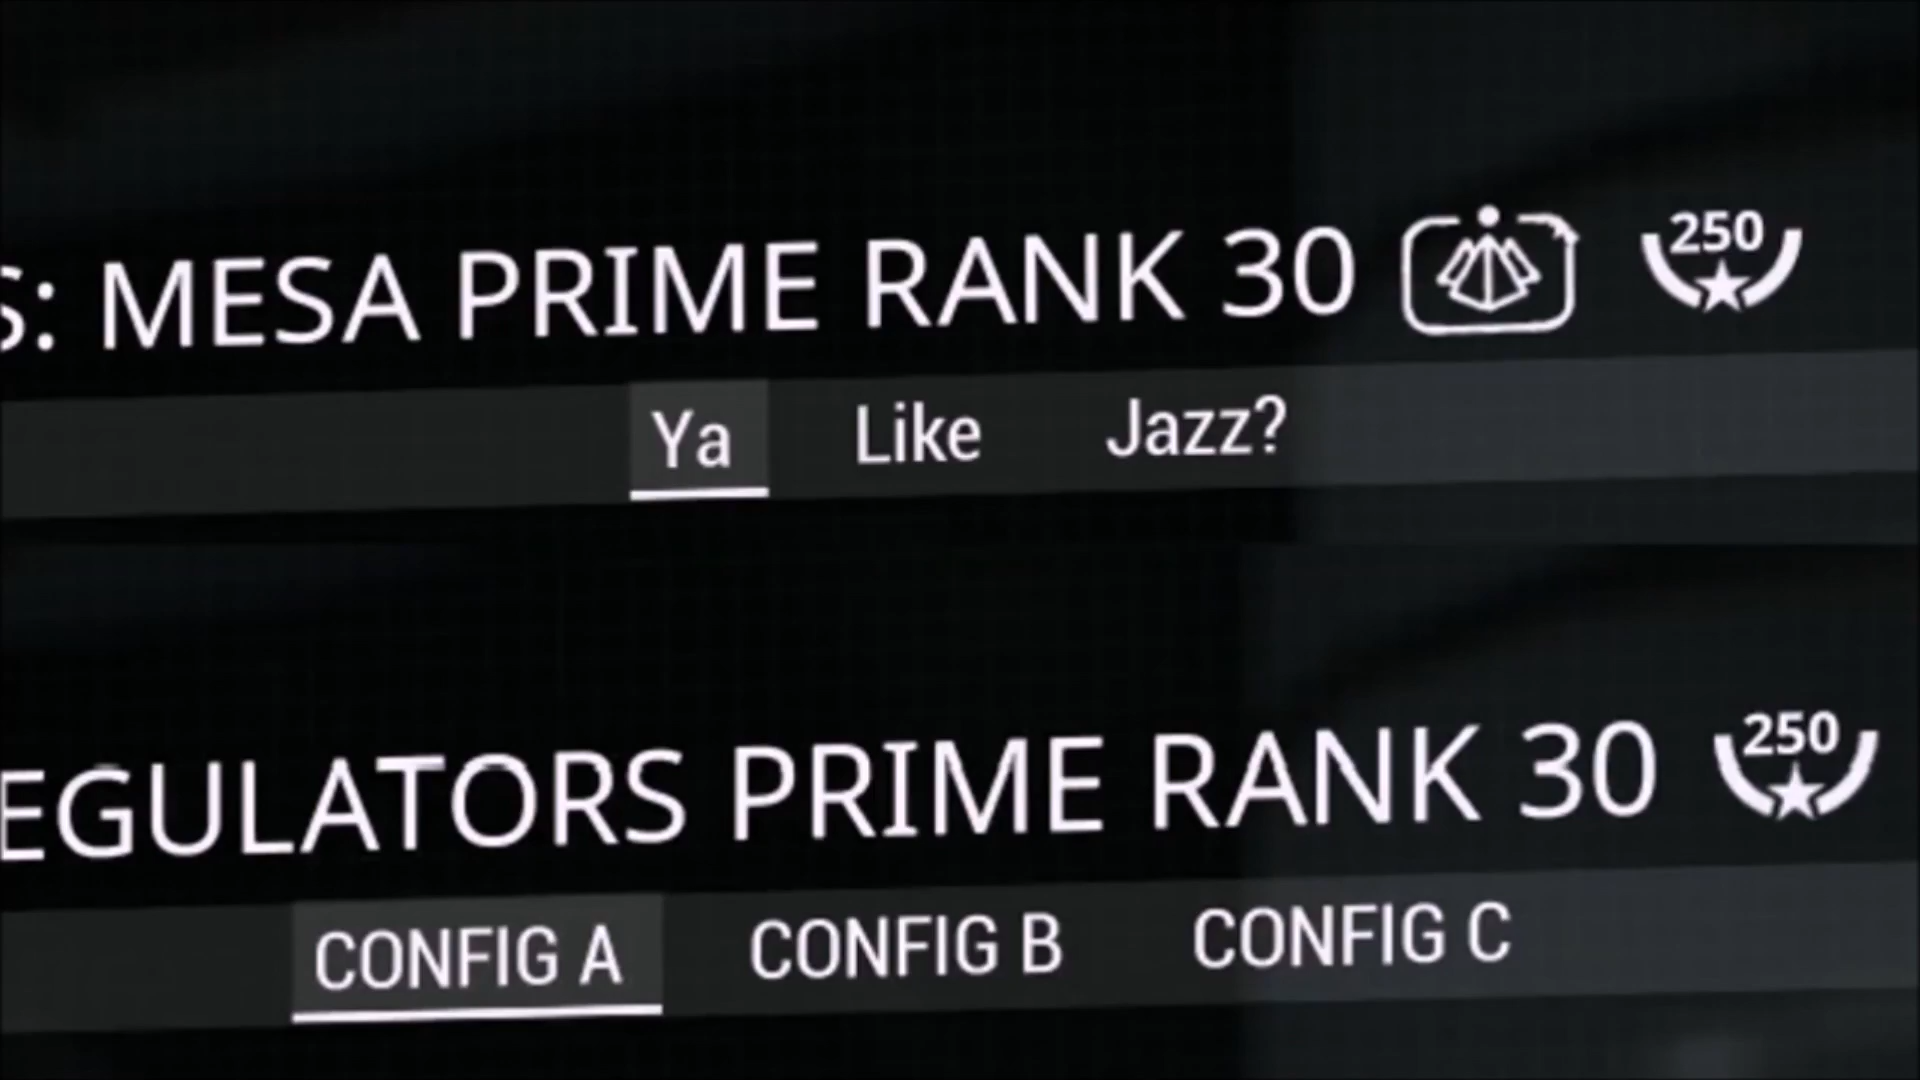 S: MESA PRIME RANK 30 250
Ya Like Jazz?
EGULATORS PRIME RANK 30 250
CONFIG A CONFIG B CONFIG C